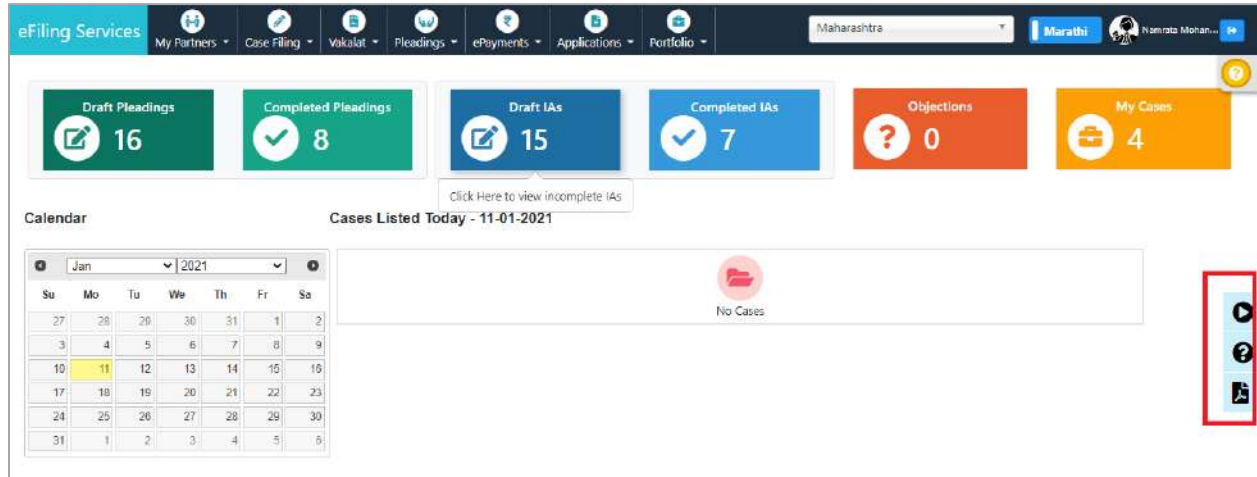 eFiling Services
My Partners Case Filing Vakalat Pleadings ePayments Applications Portfolio
Maharashtra
Marathi
Namrata Mohan...
Draft Pleadings
16
Completed Pleadings
8
Draft IAs
15
Completed IAs
7
Objections
0
My Cases
4
Click Here to view incomplete IAs
Calendar
Cases Listed Today - 11-01-2021
Jan 2021
Su Mo Tu We Th Fr Sa
27 28 29 30 31 1 2
3 4 5 6 7 8 9
10 11 12 13 14 15 16
17 18 19 20 21 22 23
24 25 26 27 28 29 30
31 1 2 3 4 5 6
No Cases